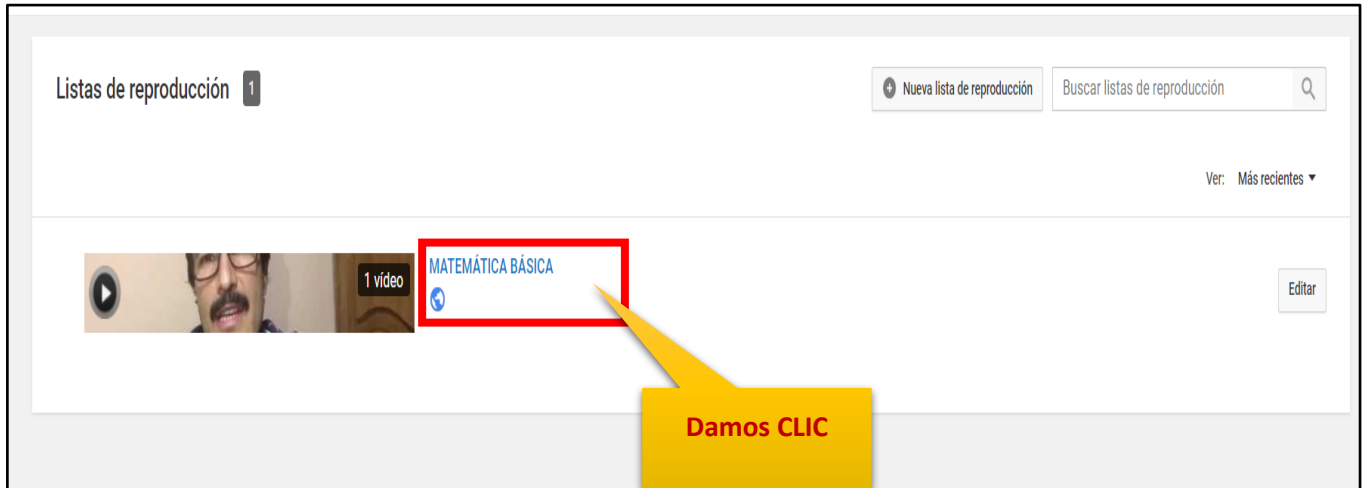 Listas de reproducción 1
Nueva lista de reproducción
Buscar listas de reproducción
Ver: Más recientes
1 vídeo
MATEMÁTICA BÁSICA
Editar
Damos CLIC